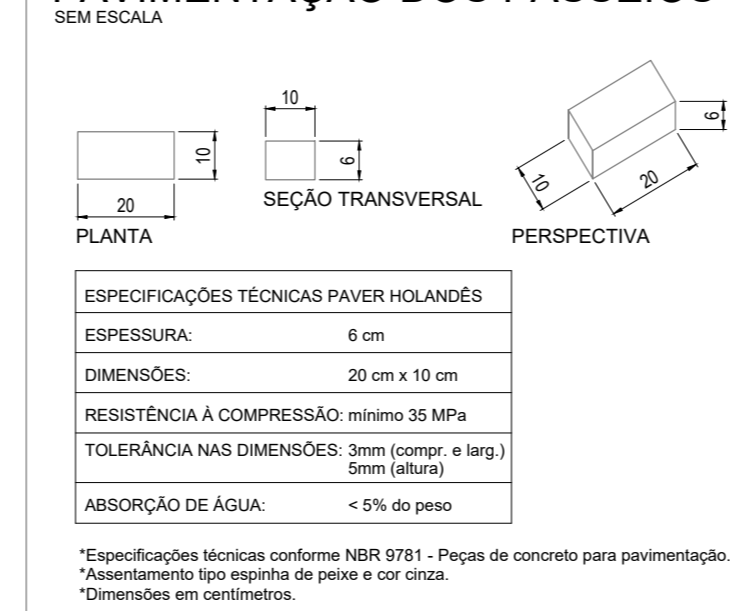 SEM ESCALA
10
10
6
6
10
20
10
20
SEÇÃO TRANSVERSAL
PLANTA
PERSPECTIVA
ESPECIFICAÇÕES TÉCNICAS PAVER HOLANDÊS
ESPESSURA: 6 cm
DIMENSÕES: 20 cm x 10 cm
RESISTÊNCIA À COMPRESSÃO: mínimo 35 MPa
TOLERÂNCIA NAS DIMENSÕES: 3mm (compr. e larg.)
5mm (altura)
ABSORÇÃO DE ÁGUA: < 5% do peso
*Especificações técnicas conforme NBR 9781 - Peças de concreto para pavimentação.
*Assentamento tipo espinha de peixe e cor cinza.
*Dimensões em centímetros.